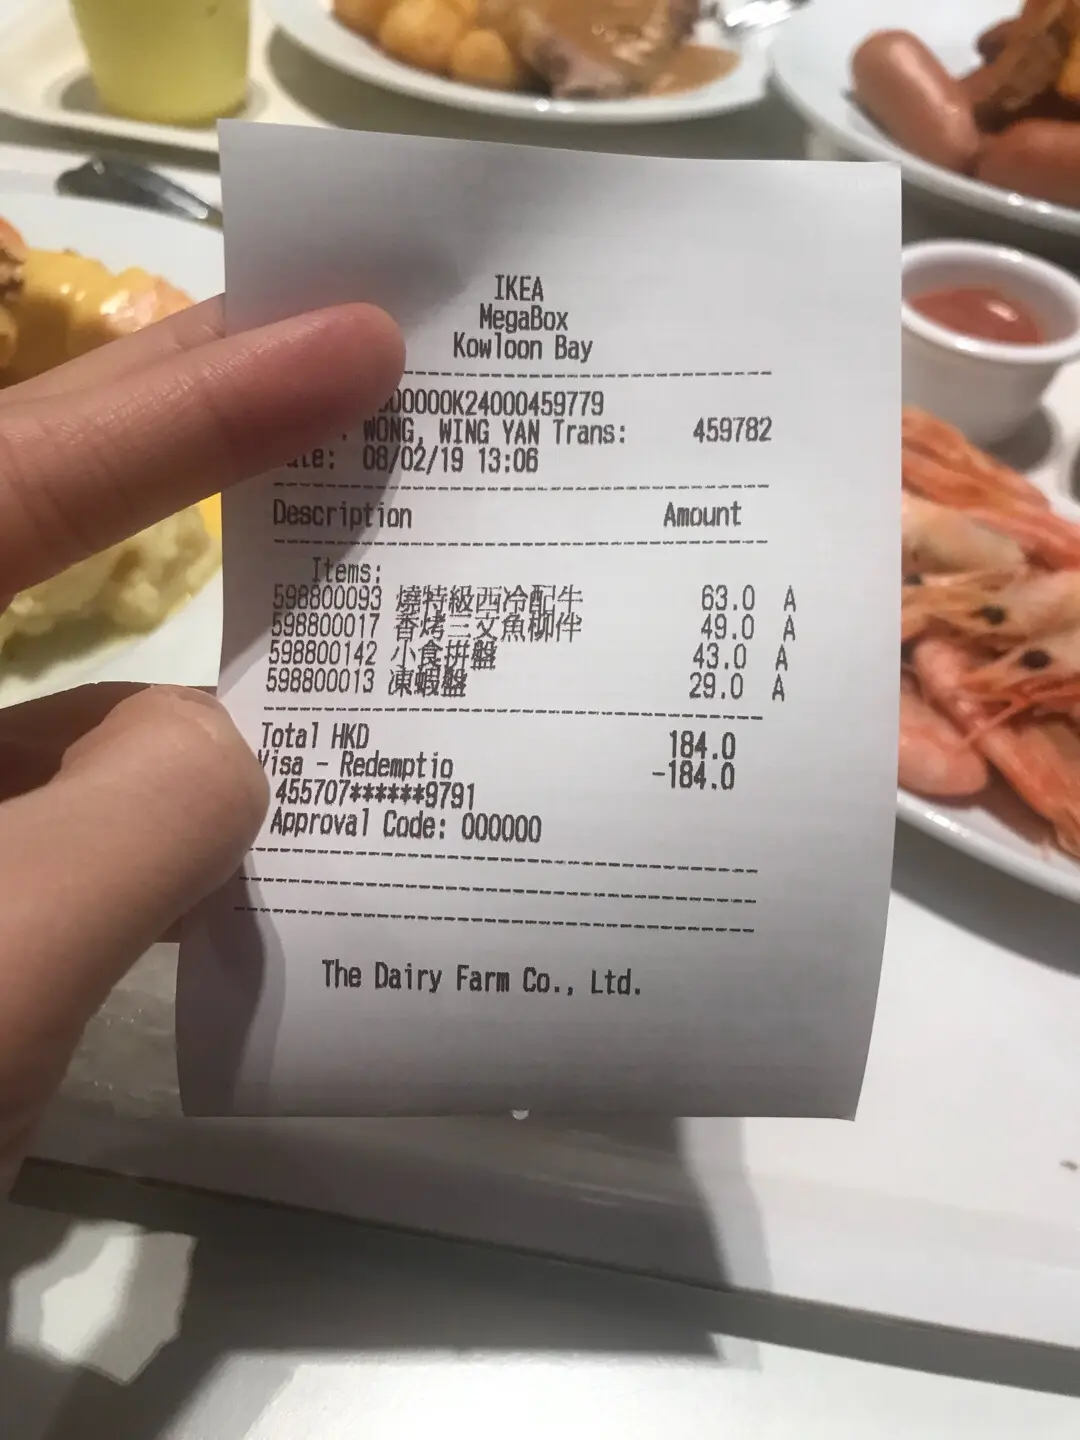 IKEA
MegaBox
Kowloon Bay
00000K24000459779
WONG, WING YAN Trans: 459782
08/02/19 13:06
Description Amount
Items:
598800093 燒特級西冷配牛 63.0 A
598800017 香烤三文魚柳伴 49.0 A
598800142 小食拼盤 43.0 A
598800013 凍蝦盤 29.0 A
Total HKD 184.0
Visa - Redemptio -184.0
455707******9791
Approval Code: 000000
The Dairy Farm Co., Ltd.